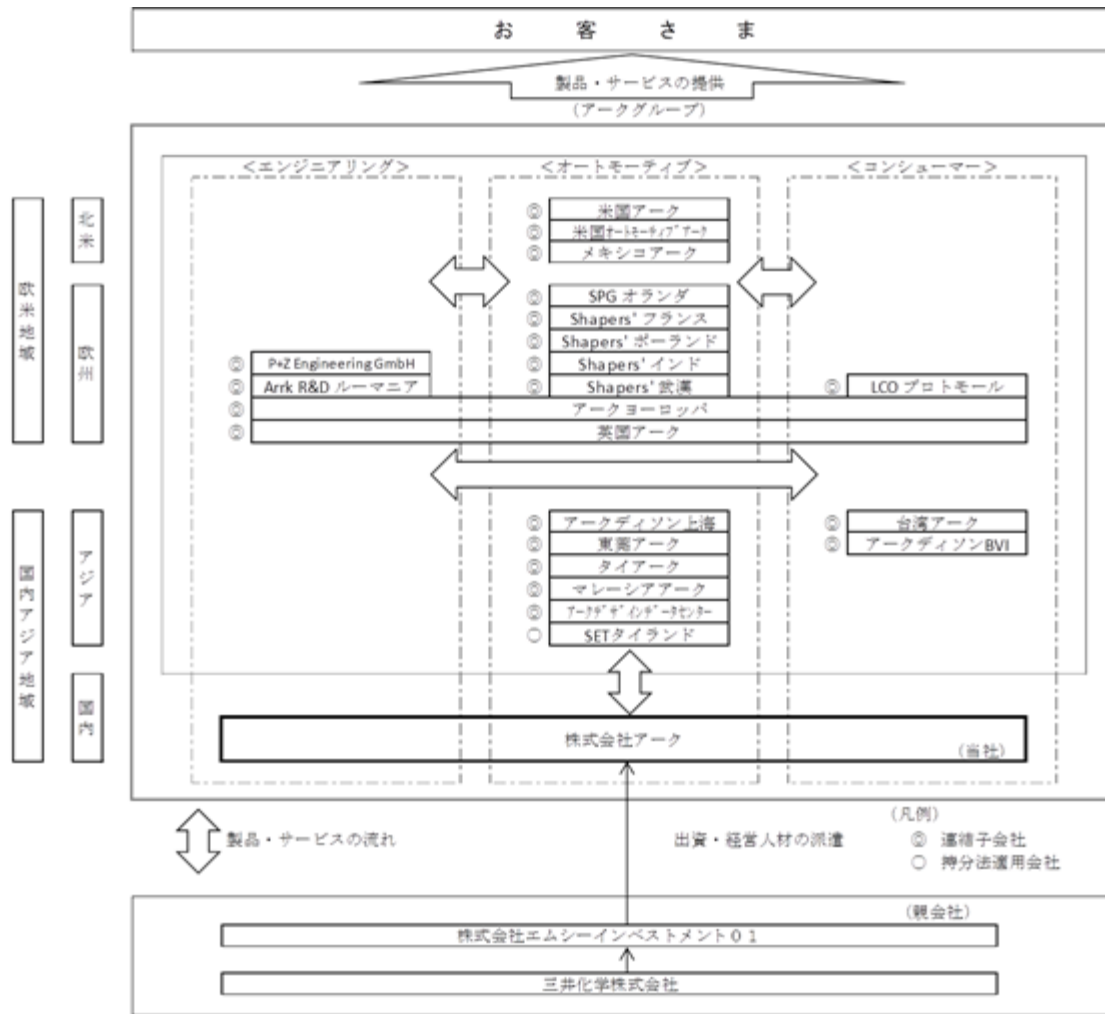 お客さま
製品・サービスの提供
(アークグループ)
<エンジニアリング>
<オートモーティブ>
<コンシューマー>
欧米地域
北米
◎ 米国アーク
◎ 米国オートモーティブアーク
◎ メキシコアーク
欧州
◎ SPG オランダ
◎ Shapers' フランス
◎ Shapers' ポーランド
◎ P+Z Engineering GmbH
◎ Shapers' インド
◎ Arrk R&D ルーマニア
◎ Shapers' 武漢
◎ LCO プロトモール
◎ アークヨーロッパ
◎ 英国アーク
国内アジア地域
アジア
◎ アークディソン上海
◎ 台湾アーク
◎ 東莞アーク
◎ アークディソンBVI
◎ タイアーク
◎ マレーシアアーク
◎ アークデザインデータセンター
○ SETタイランド
国内
株式会社アーク
(当社)
製品・サービスの流れ
出資・経営人材の派遣
(凡例)
◎ 連結子会社
○ 持分法適用会社
(親会社)
株式会社エムシーインベストメント01
三井化学株式会社